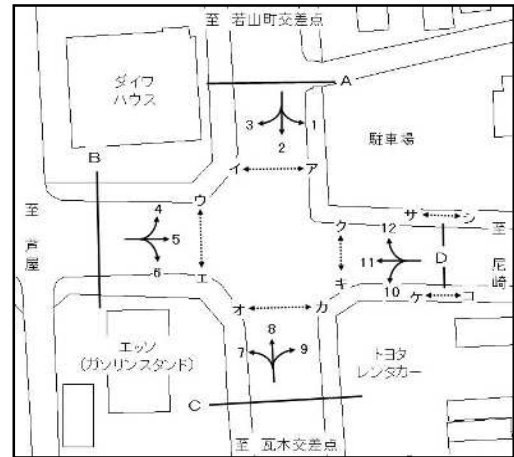 至 若山町交差点
ダイワ
ハウス
A
3
1
2
駐車場
B
イ
ア
至
芦屋
4
5
6
ウ
エ
サ
シ
ク
12
11
10
D
キ
ケ
コ
至
尼崎
オ
カ
エッソ
(ガソリンスタンド)
8
7
9
トヨタ
レンタカー
C
至 瓦木交差点